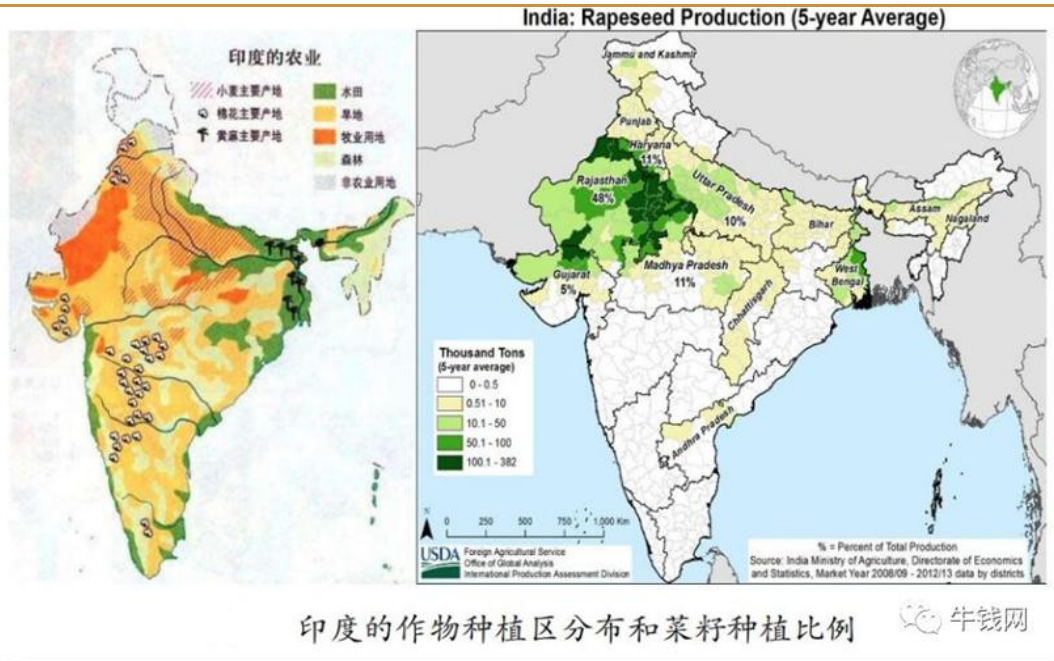 印度的农业
小麦主要产地
棉花主要产地
黄麻主要产地
水田
旱地
牧业用地
森林
非农业用地
India: Rapeseed Production (5-year Average)
Jammu and Kashmir
Punjab
Haryana
11%
Rajasthan
48%
Uttar Pradesh
10%
Bihar
Assam
Nagaland
West
Bengal
Gujarat
5%
Madhya Pradesh
11%
Chhattisgarh
Andhra Pradesh
Thousand Tons
(5-year average)
0 - 0.5
0.51 - 10
10.1 - 50
50.1 - 100
100.1 - 382
N
0 250 500 750 1,000 Km
USDA
Foreign Agricultural Service
Office of Global Analysis
International Production Assessment Division
% = Percent of Total Production
Source: India Ministry of Agriculture, Directorate of Economics
and Statistics, Market Year 2008/09 - 2012/13 data by districts
印度的作物种植区分布和菜籽种植比例
牛钱网